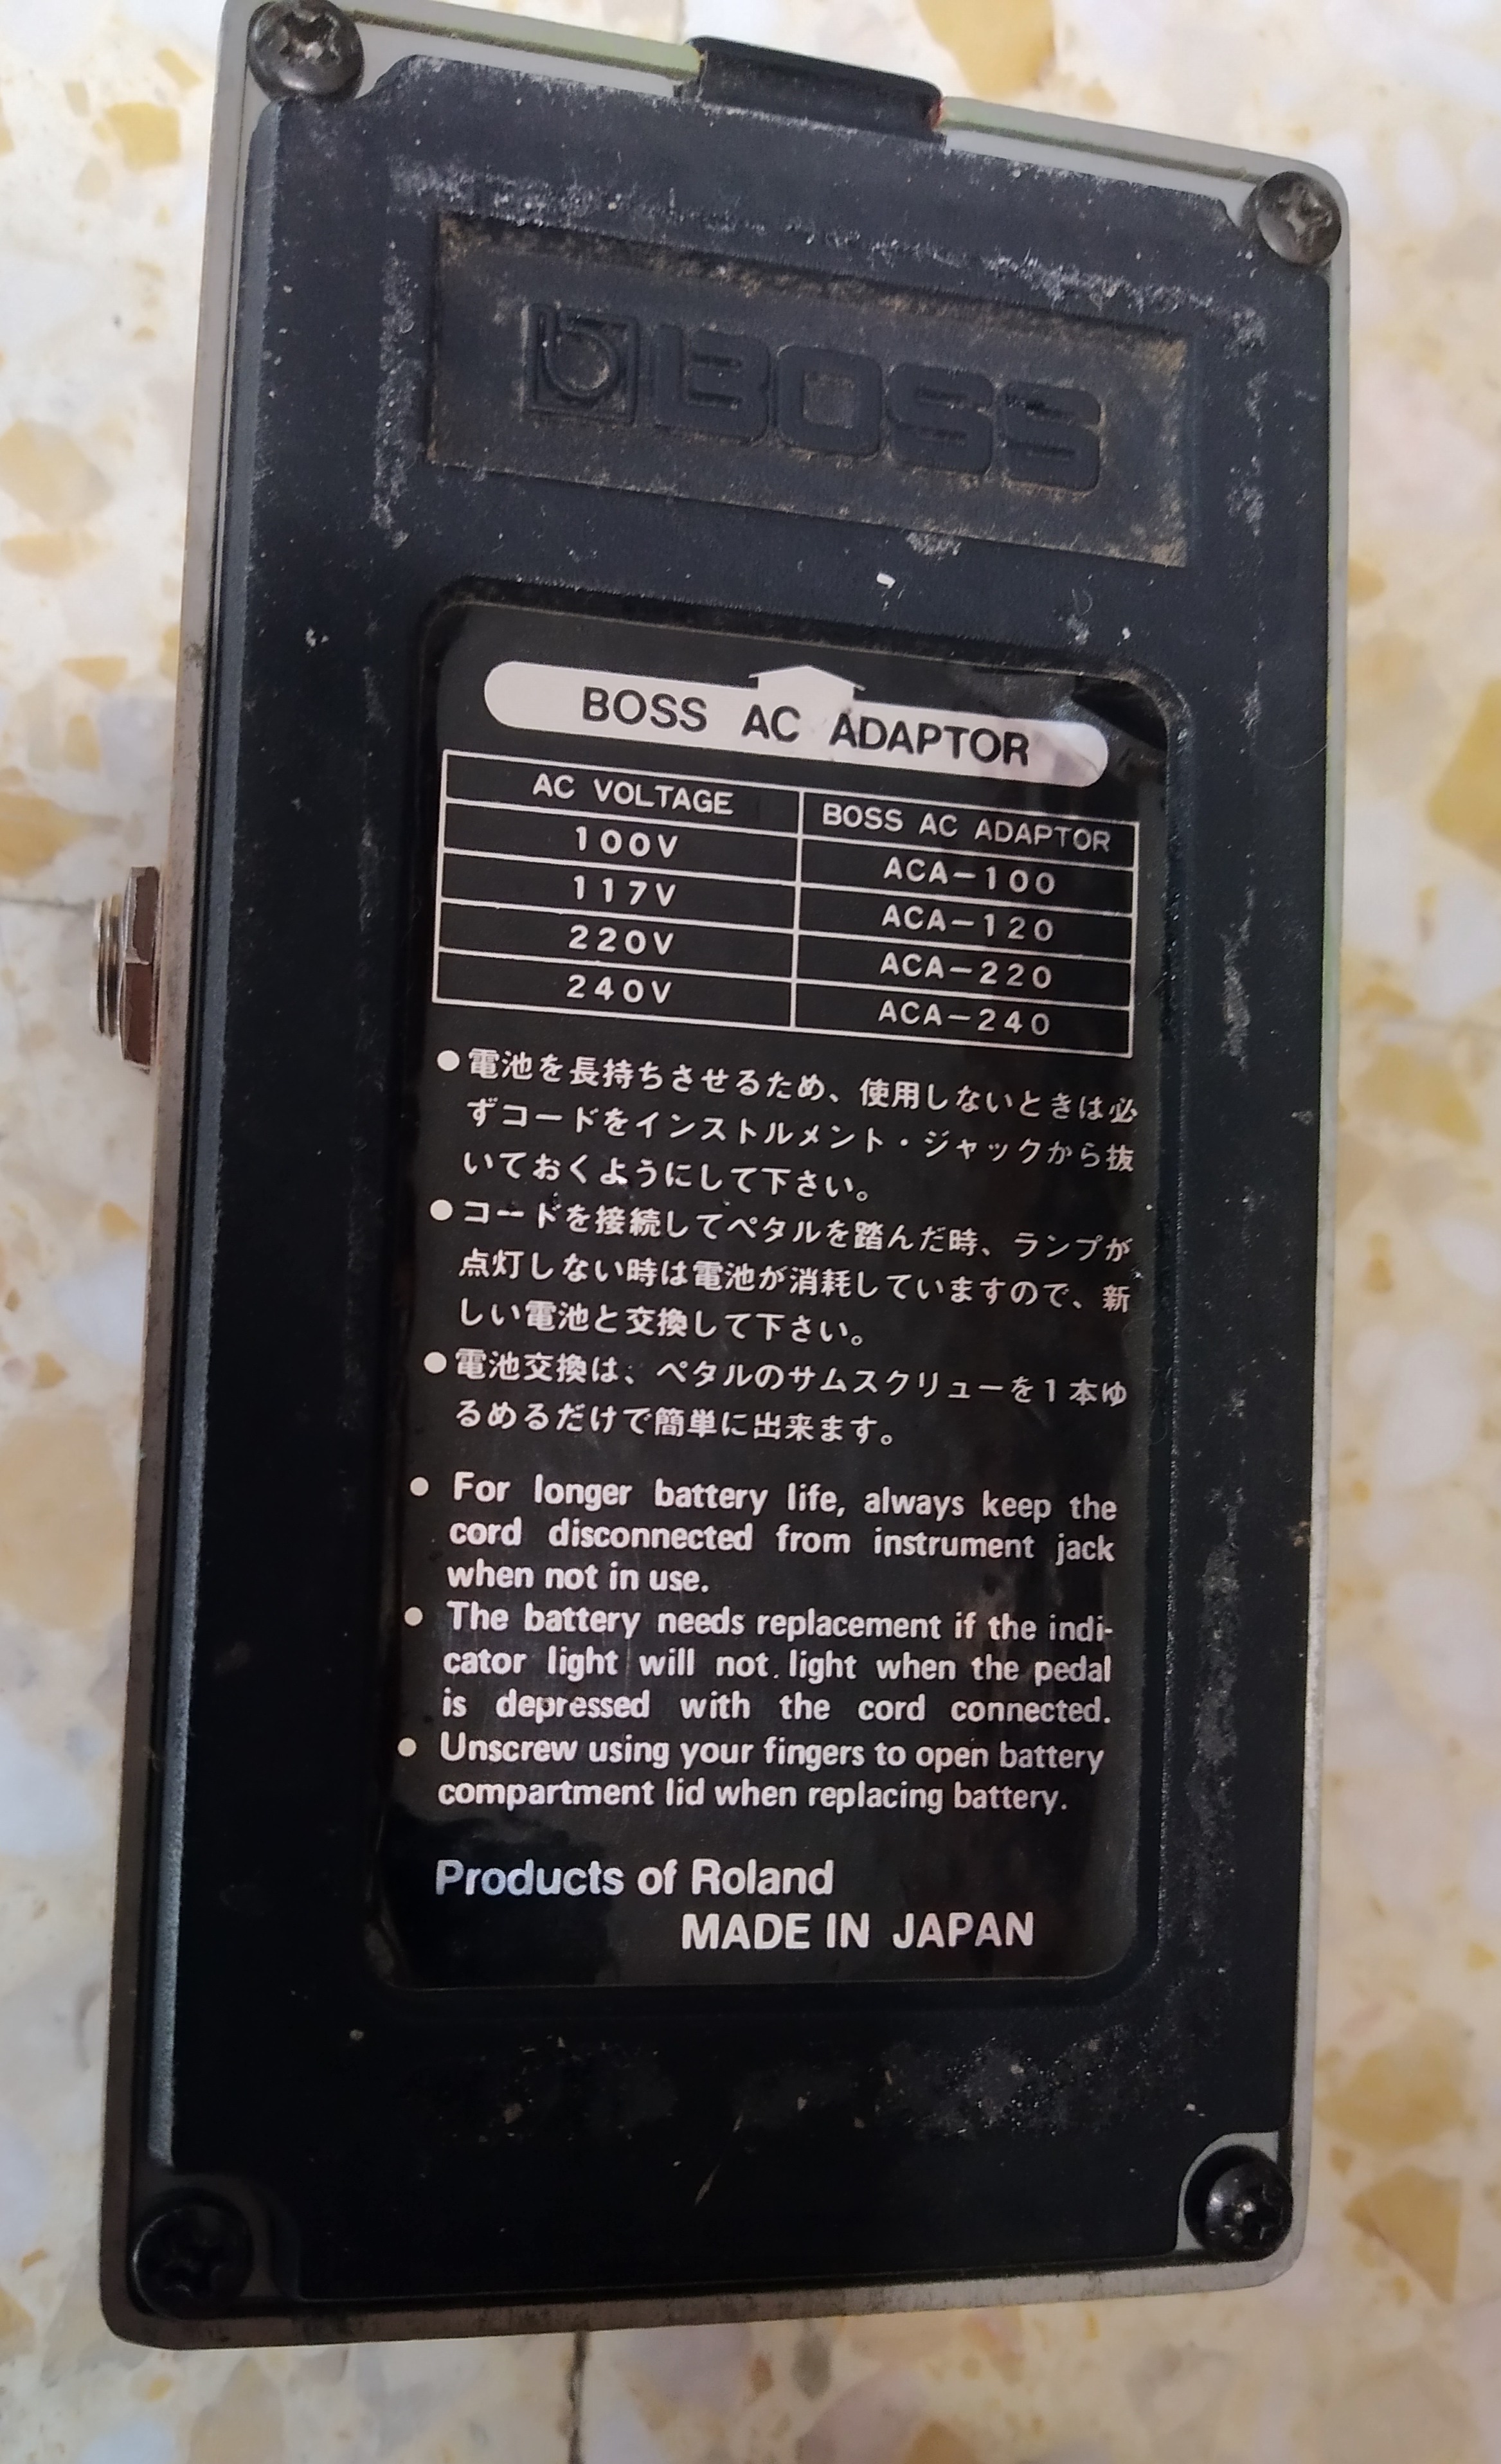 BOSS
BOSS AC ADAPTOR
AC VOLTAGE BOSS AC ADAPTOR
100V ACA-100
117V ACA-120
220V ACA-220
240V ACA-240
●電池を長持ちさせるため、使用しないときは必
ずコードをインストルメント・ジャックから抜
いておくようにして下さい。
●コードを接続してペタルを踏んだ時、ランプが
点灯しない時は電池が消耗していますので、新
しい電池と交換して下さい。
●電池交換は、ペタルのサムスクリューを1本ゆ
るめるだけで簡単に出来ます。
● For longer battery life, always keep the
cord disconnected from instrument jack
when not in use.
● The battery needs replacement if the indi-
cator light will not light when the pedal
is depressed with the cord connected.
● Unscrew using your fingers to open battery
compartment lid when replacing battery.
Products of Roland
MADE IN JAPAN